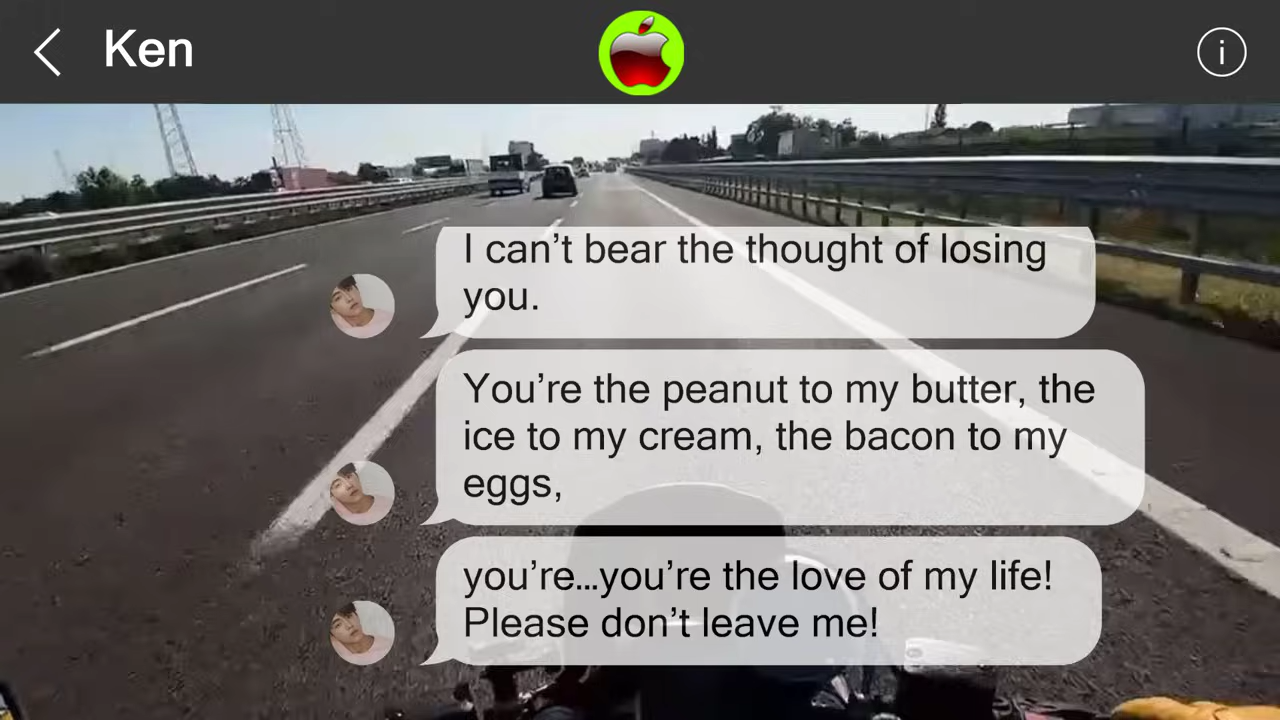 Ken
i
I can’t bear the thought of losing
you.
You’re the peanut to my butter, the
ice to my cream, the bacon to my
eggs,
you’re...you’re the love of my life!
Please don’t leave me!